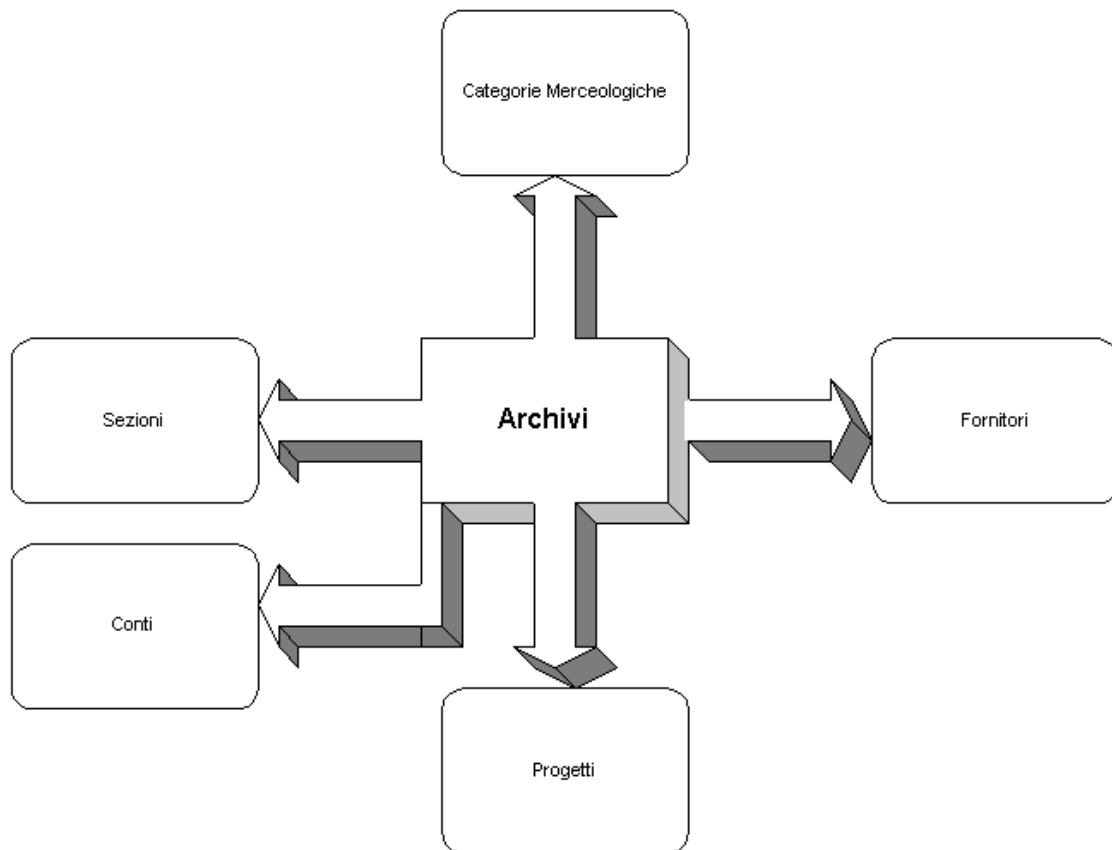 Categorie Merceologiche
Sezioni
Archivi
Fornitori
Conti
Progetti